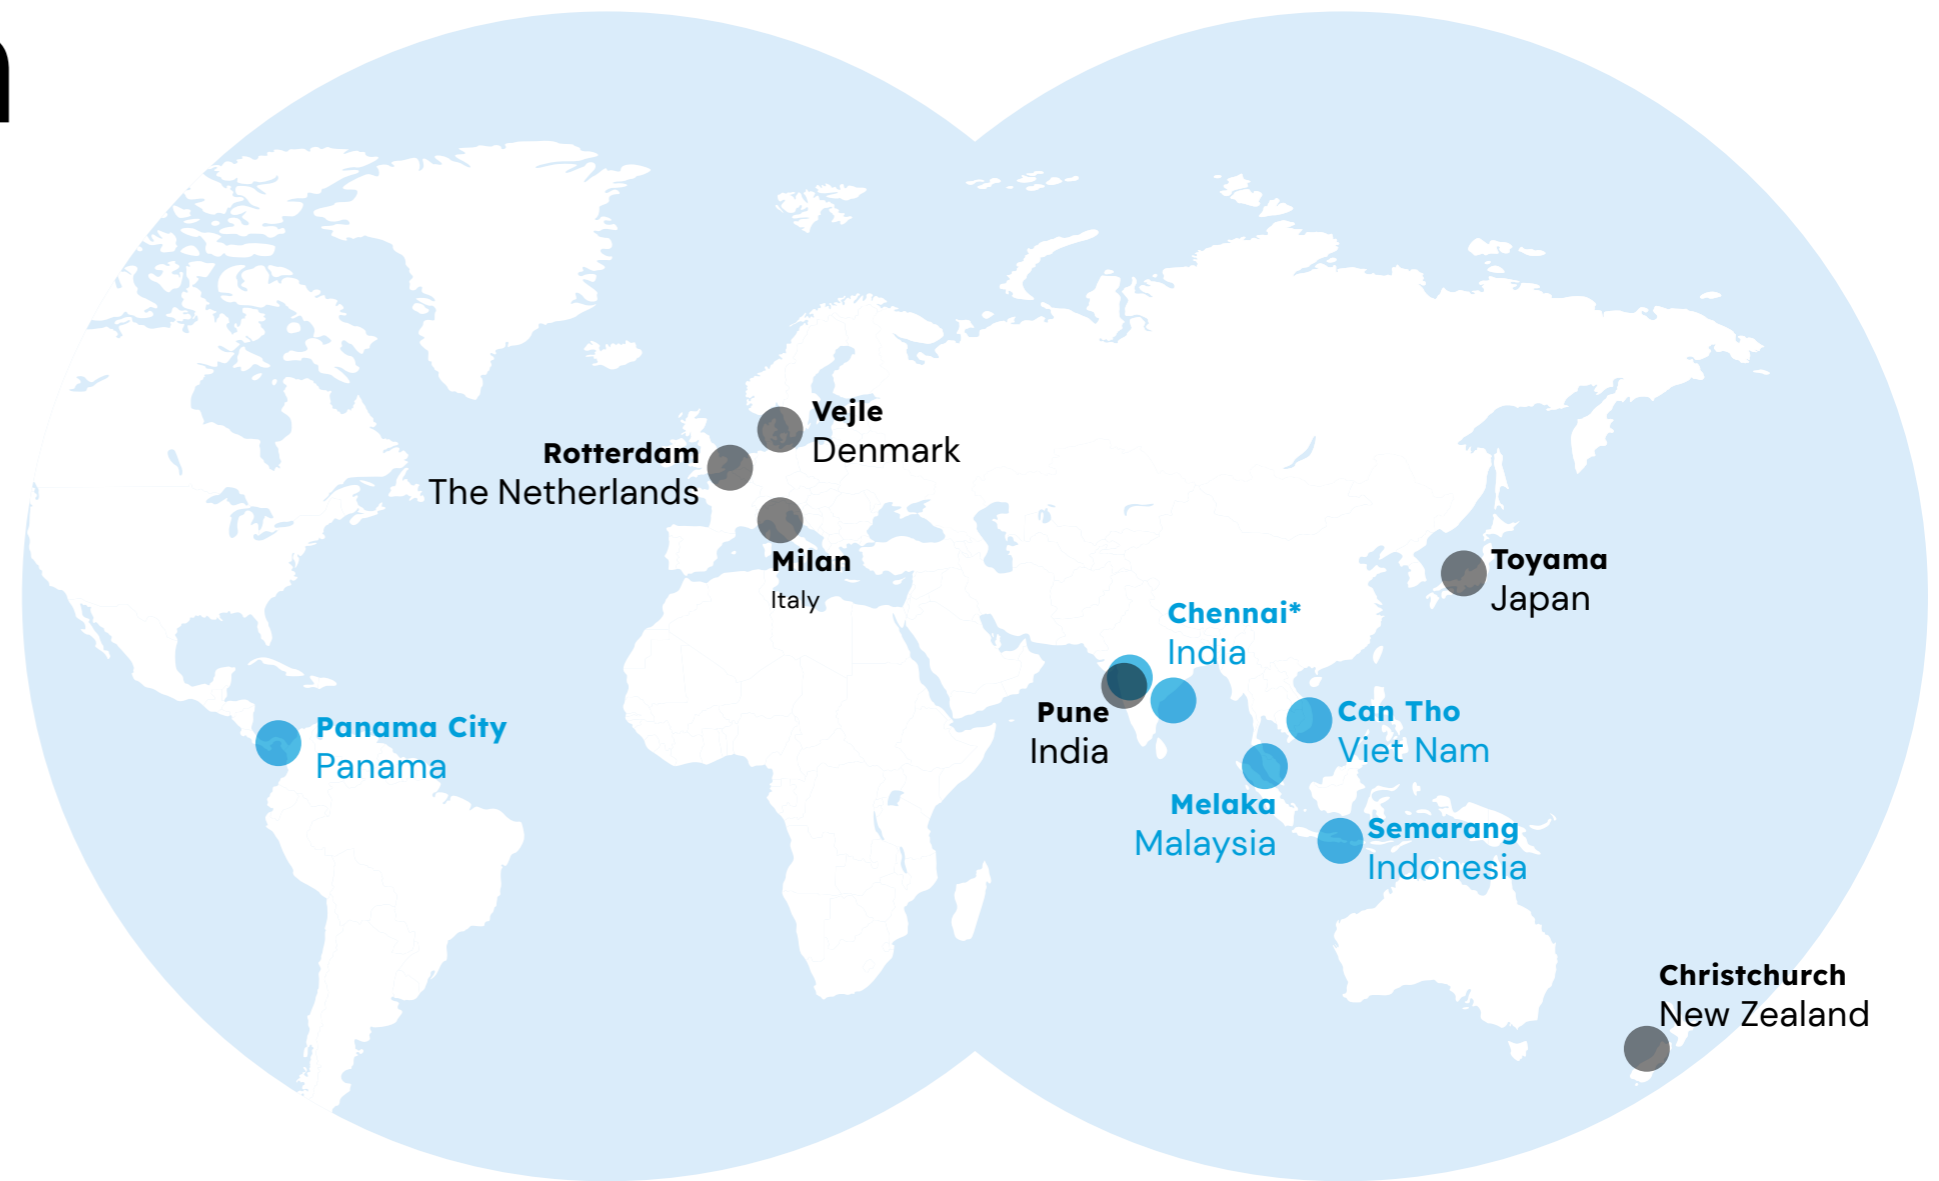 Vejle
Denmark
Rotterdam
The Netherlands
Milan
Italy
Toyama
Japan
Chennai*
India
Pune
India
Panama City
Panama
Can Tho
Viet Nam
Melaka
Malaysia
Semarang
Indonesia
Christchurch
New Zealand